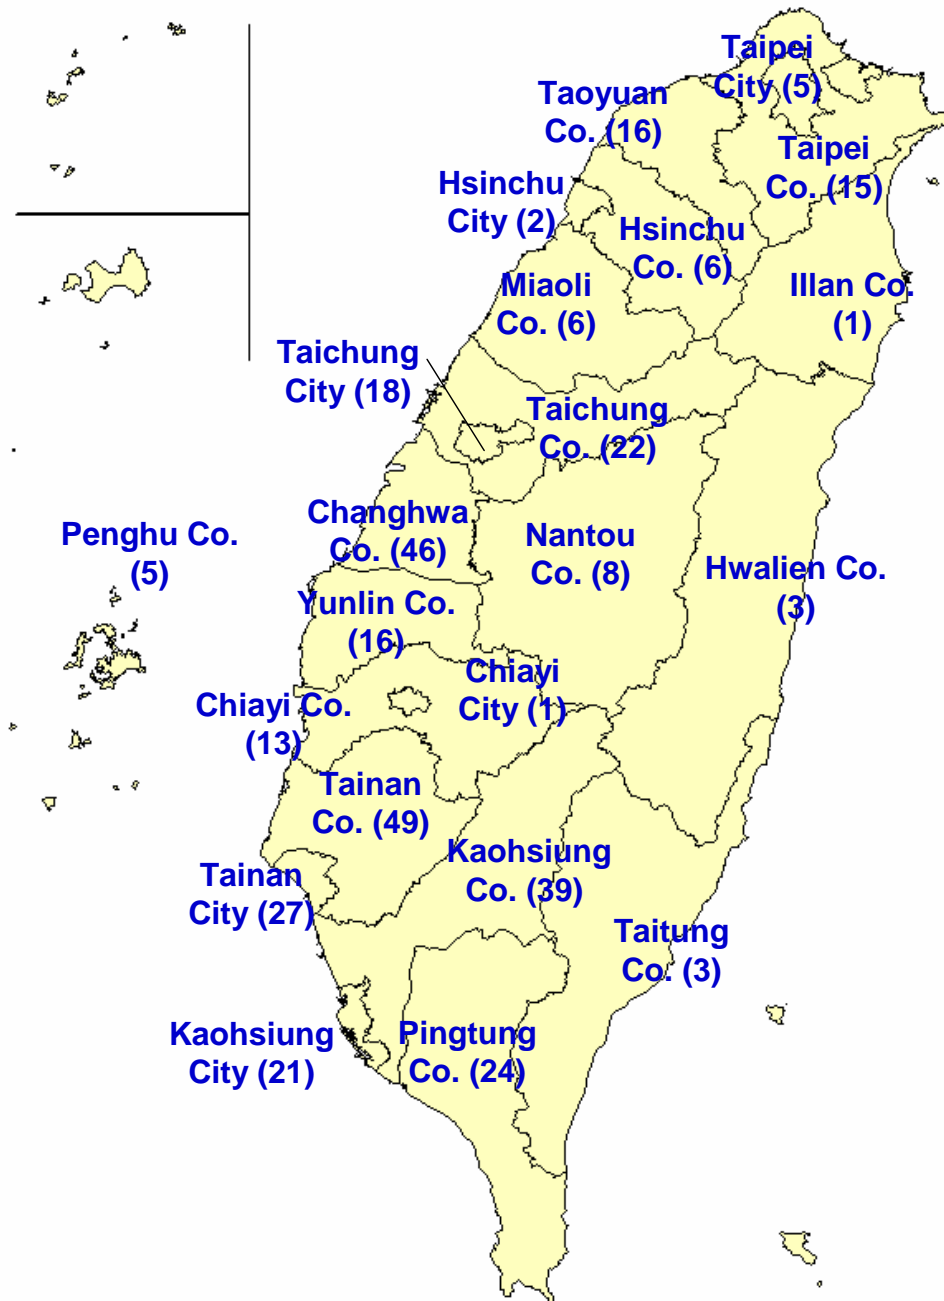 Taipei
City (5)
Taoyuan
Co. (16)
Taipei
Co. (15)
Hsinchu
City (2)
Hsinchu
Co. (6)
Miaoli
Co. (6)
Illan Co.
(1)
Taichung
City (18)
Taichung
Co. (22)
Changhwa
Co. (46)
Penghu Co.
(5)
Nantou
Co. (8)
Hwalien Co.
(3)
Yunlin Co.
(16)
Chiayi
City (1)
Chiayi Co.
(13)
Tainan
Co. (49)
Kaohsiung
Co. (39)
Tainan
City (27)
Taitung
Co. (3)
Kaohsiung
City (21)
Pingtung
Co. (24)